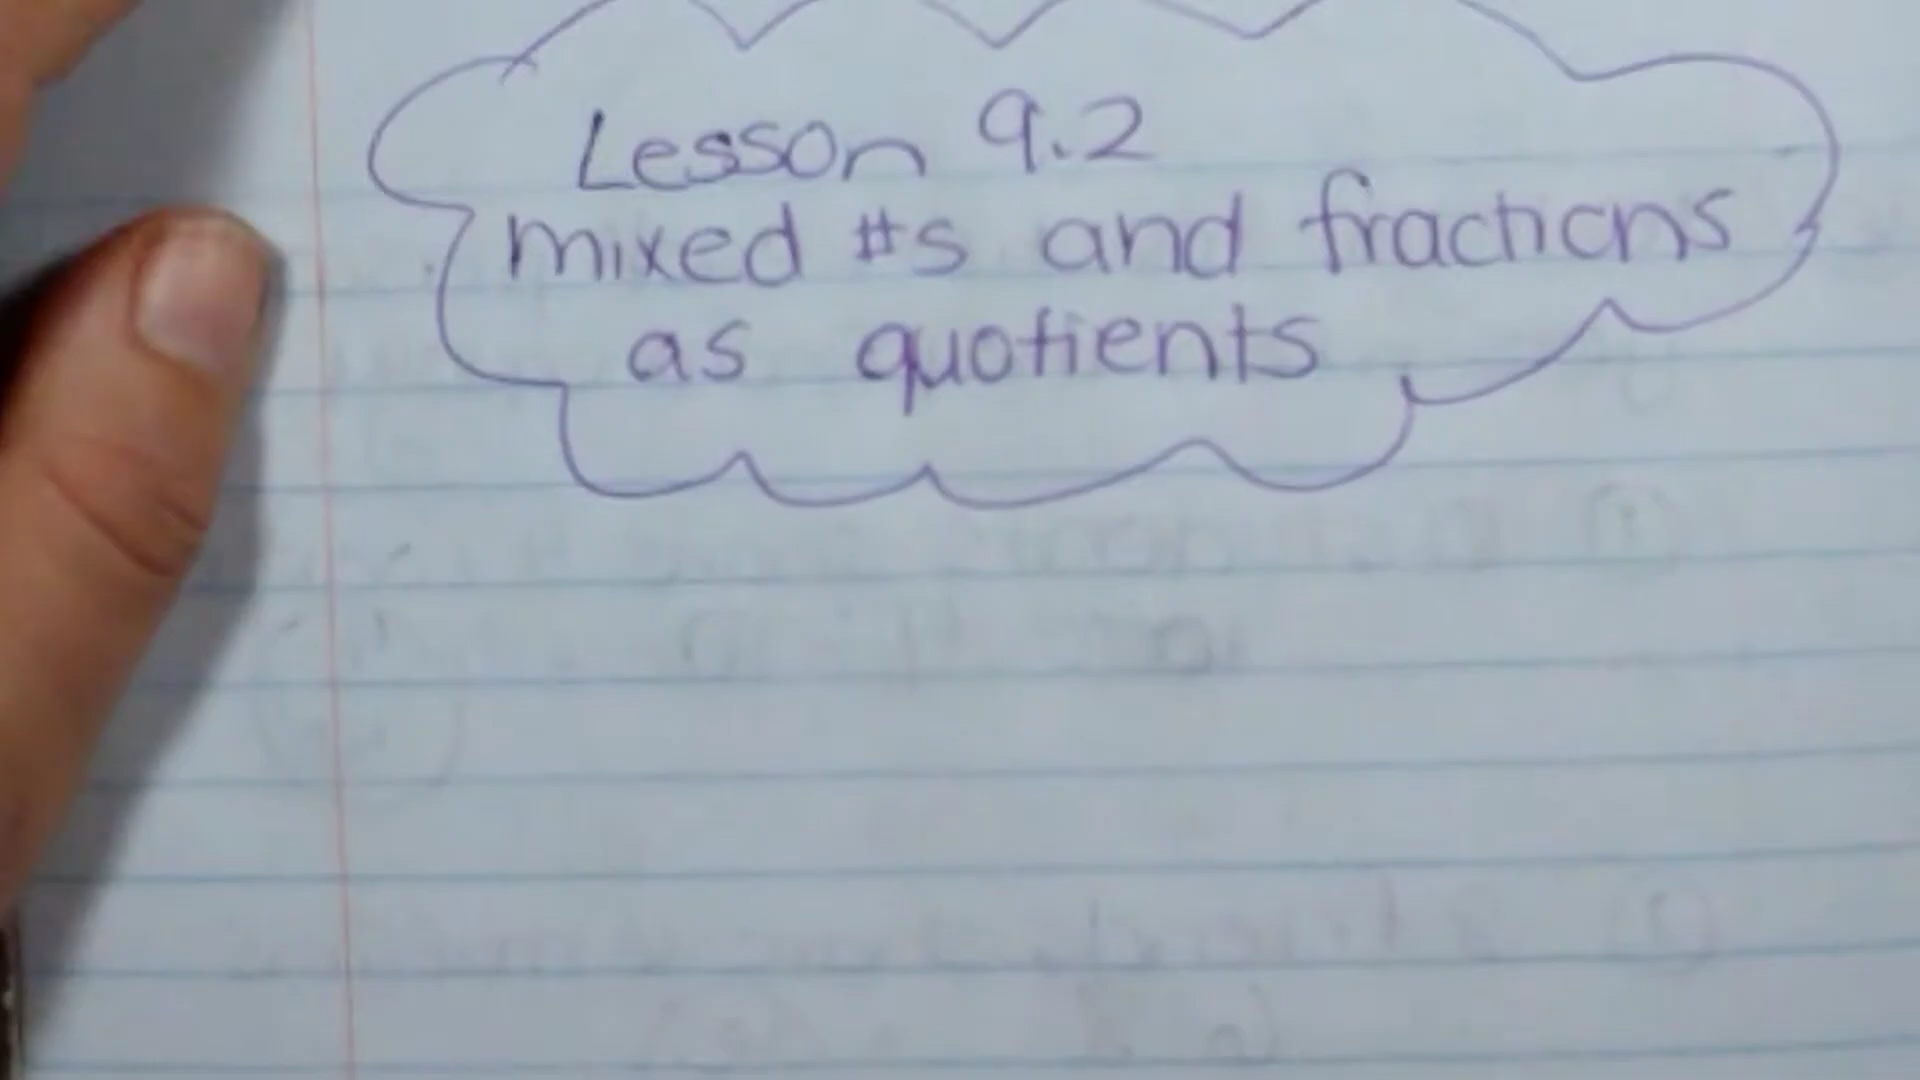 Lesson 9.2
mixed #s and fractions
as quotients